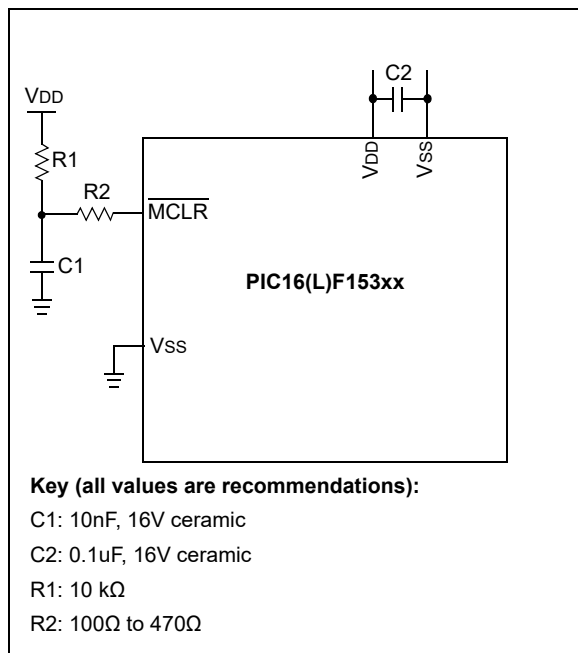 C2
VDD
R1
R2
C1
VDD
VSS
MCLR
PIC16(L)F153xx
VSS
Key (all values are recommendations):
C1: 10nF, 16V ceramic
C2: 0.1uF, 16V ceramic
R1: 10 kΩ
R2: 100Ω to 470Ω